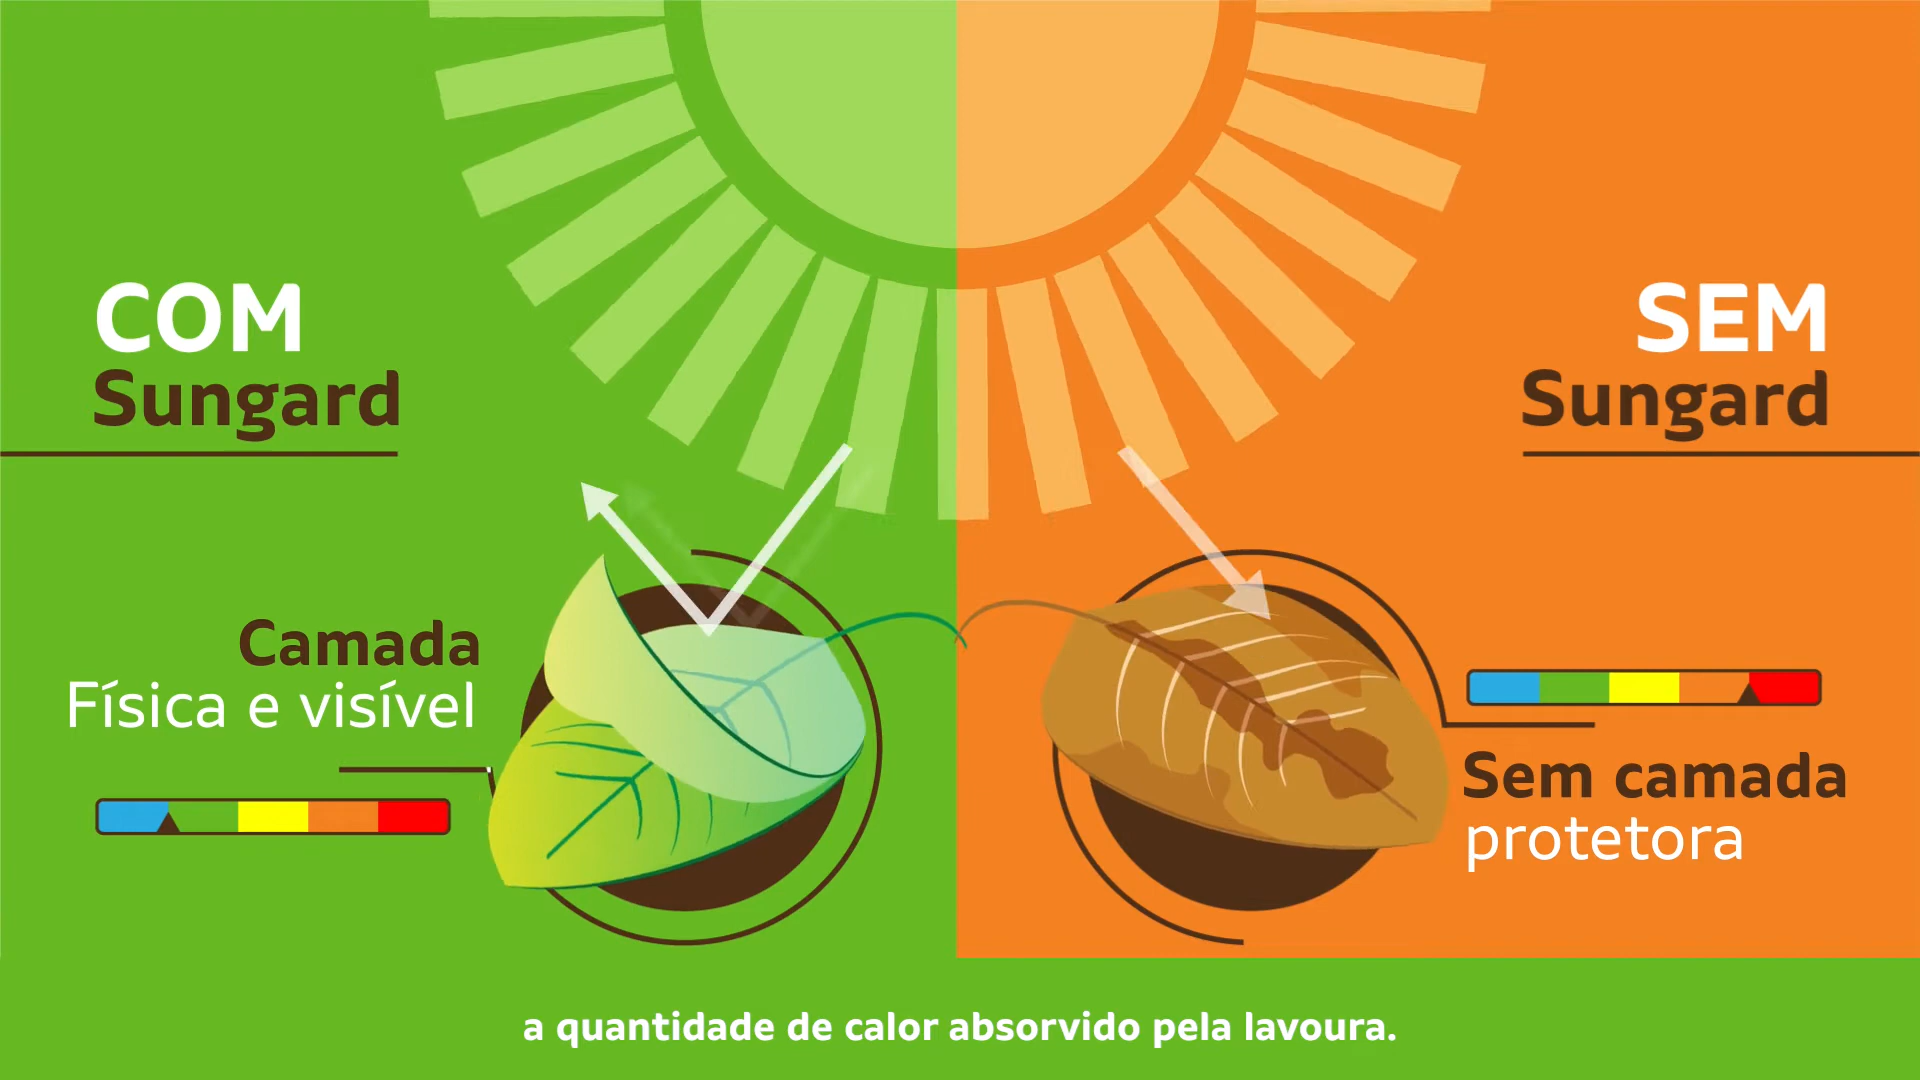 COM
Sungard
Camada
Física e visível
SEM
Sungard
Sem camada
protetora
a quantidade de calor absorvido pela lavoura.